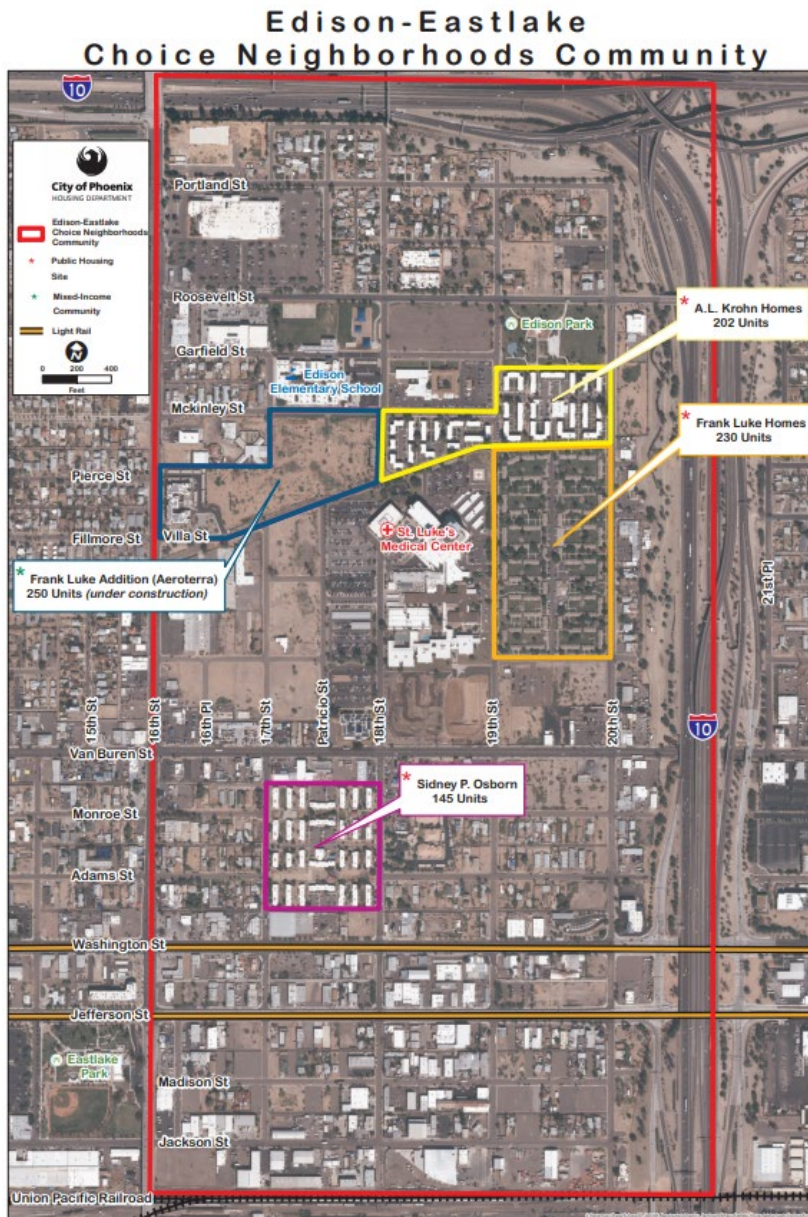 Edison-Eastlake
Choice Neighborhoods Community
10
City of Phoenix
HOUSING DEPARTMENT
Edison-Eastlake
Choice Neighborhoods
Community
* Public Housing
Site
* Mixed-Income
Community
Light Rail
N
0 200 400
Feet
Portland St
Roosevelt St
Edison Park
Garfield St
Edison
Elementary School
Mckinley St
* A.L. Krohn Homes
202 Units
* Frank Luke Homes
230 Units
Pierce St
Fillmore St
Villa St
St. Luke's
Medical Center
* Frank Luke Addition (Aeroterra)
250 Units (under construction)
21st Pl
15th St
16th St
16th Pl
17th St
Patricio St
18th St
19th St
20th St
10
Van Buren St
* Sidney P. Osborn
145 Units
Monroe St
Adams St
Washington St
Jefferson St
Eastlake
Park
Madison St
Jackson St
Union Pacific Railroad